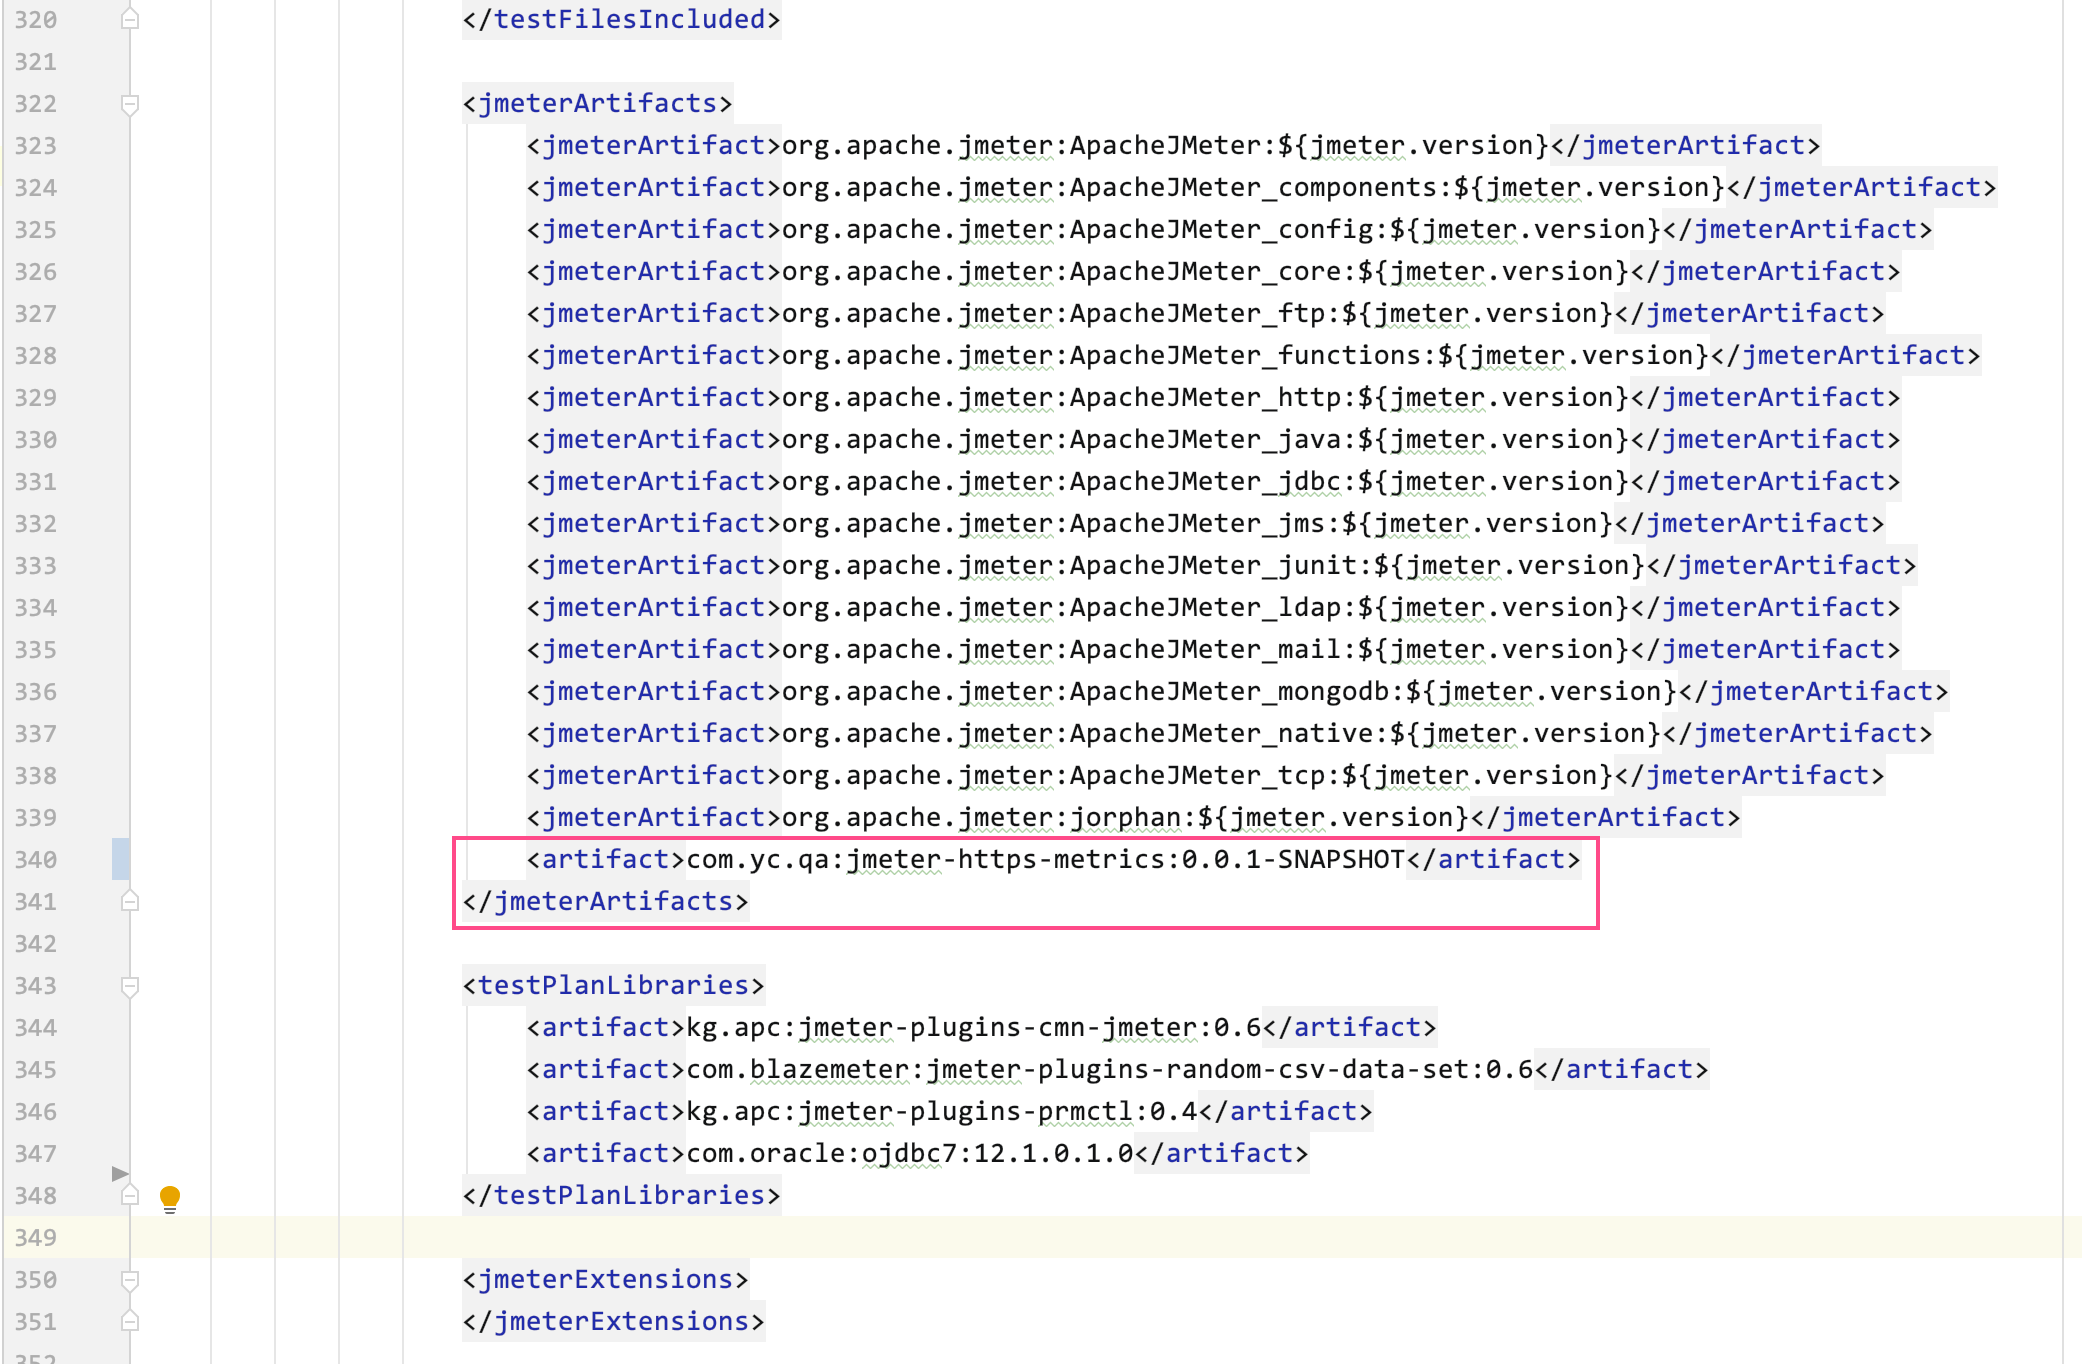 320 </testFilesIncluded>
321
322 <jmeterArtifacts>
323 <jmeterArtifact>org.apache.jmeter:ApacheJMeter:${jmeter.version}</jmeterArtifact>
324 <jmeterArtifact>org.apache.jmeter:ApacheJMeter_components:${jmeter.version}</jmeterArtifact>
325 <jmeterArtifact>org.apache.jmeter:ApacheJMeter_config:${jmeter.version}</jmeterArtifact>
326 <jmeterArtifact>org.apache.jmeter:ApacheJMeter_core:${jmeter.version}</jmeterArtifact>
327 <jmeterArtifact>org.apache.jmeter:ApacheJMeter_ftp:${jmeter.version}</jmeterArtifact>
328 <jmeterArtifact>org.apache.jmeter:ApacheJMeter_functions:${jmeter.version}</jmeterArtifact>
329 <jmeterArtifact>org.apache.jmeter:ApacheJMeter_http:${jmeter.version}</jmeterArtifact>
330 <jmeterArtifact>org.apache.jmeter:ApacheJMeter_java:${jmeter.version}</jmeterArtifact>
331 <jmeterArtifact>org.apache.jmeter:ApacheJMeter_jdbc:${jmeter.version}</jmeterArtifact>
332 <jmeterArtifact>org.apache.jmeter:ApacheJMeter_jms:${jmeter.version}</jmeterArtifact>
333 <jmeterArtifact>org.apache.jmeter:ApacheJMeter_junit:${jmeter.version}</jmeterArtifact>
334 <jmeterArtifact>org.apache.jmeter:ApacheJMeter_ldap:${jmeter.version}</jmeterArtifact>
335 <jmeterArtifact>org.apache.jmeter:ApacheJMeter_mail:${jmeter.version}</jmeterArtifact>
336 <jmeterArtifact>org.apache.jmeter:ApacheJMeter_mongodb:${jmeter.version}</jmeterArtifact>
337 <jmeterArtifact>org.apache.jmeter:ApacheJMeter_native:${jmeter.version}</jmeterArtifact>
338 <jmeterArtifact>org.apache.jmeter:ApacheJMeter_tcp:${jmeter.version}</jmeterArtifact>
339 <jmeterArtifact>org.apache.jmeter:jorphan:${jmeter.version}</jmeterArtifact>
340 <artifact>com.yc.qa:jmeter-https-metrics:0.0.1-SNAPSHOT</artifact>
341 </jmeterArtifacts>
342
343 <testPlanLibraries>
344 <artifact>kg.apc:jmeter-plugins-cmn-jmeter:0.6</artifact>
345 <artifact>com.blazemeter:jmeter-plugins-random-csv-data-set:0.6</artifact>
346 <artifact>kg.apc:jmeter-plugins-prmctl:0.4</artifact>
347 <artifact>com.oracle:ojdbc7:12.1.0.1.0</artifact>
348 </testPlanLibraries>
349
350 <jmeterExtensions>
351 </jmeterExtensions>
352